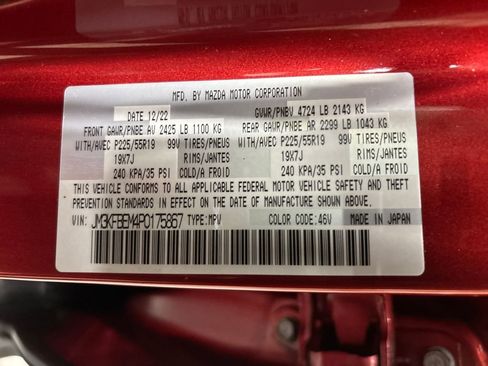 MFD. BY MAZDA MOTOR CORPORATION
DATE 12/22 GVWR/PNBV 4724 LB 2143 KG
FRONT GAWR/PNBE AV 2425 LB 1100 KG REAR GAWR/PNBE AR 2299 LB 1043 KG
WITH/AVEC P225/55R19 99V TIRES/PNEUS WITH/AVEC P225/55R19 99V TIRES/PNEUS
19X7J RIMS/JANTES 19X7J RIMS/JANTES
240 KPA/35 PSI COLD/A FROID 240 KPA/35 PSI COLD/A FROID
THIS VEHICLE CONFORMS TO ALL APPLICABLE FEDERAL MOTOR VEHICLE SAFETY AND THEFT
PREVENTION STANDARDS IN EFFECT ON THE DATE OF MANUFACTURE SHOWN ABOVE.
VIN: JM3KFBEM4P0175867 TYPE: MPV COLOR CODE: 46V MADE IN JAPAN